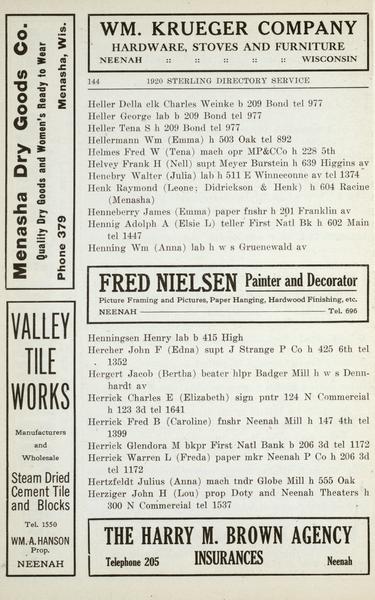 WM. KRUEGER COMPANY
HARDWARE, STOVES AND FURNITURE
NEENAH :: :: :: :: :: WISCONSIN
144 1920 STERLING DIRECTORY SERVICE
Heller Della elk Charles Weinke b 209 Bond tel 977
Heller George lab b 209 Bond tel 977
Heller Tena S h 209 Bond tel 977
Hellermann Wm (Emma) h 503 Oak tel 892
Helmes Fred W (Tena) mach opr MP&CCo h 228 5th
Helvey Frank H (Nell) supt Meyer Burstein h 639 Higgins av
Henebry Walter (Julia) lab h 511 E Winneconne av tel 1374
Henk Raymond (Leone; Didrickson & Henk) h 604 Racine
(Menasha)
Henneberry James (Emma) paper fnshr h 201 Franklin av
Hennig Adolph A (Elsie L) teller First Natl Bk h 602 Main
tel 1447
Henning Wm (Anna) lab h w s Gruenewald av
FRED NIELSEN Painter and Decorator
Picture Framing and Pictures, Paper Hanging, Hardwood Finishing, etc.
NEENAH Tel. 696
Henningsen Henry lab b 415 High
Hercher John F (Edna) supt J Strange P Co h 425 6th tel
1352
Hergert Jacob (Bertha) beater hlpr Badger Mill h w s Denn-
hardt av
Herrick Charles E (Elizabeth) sign pntr 124 N Commercial
h 123 3d tel 1641
Herrick Fred B (Caroline) fnshr Neenah Mill h 147 4th tel
1399
Herrick Glendora M bkpr First Natl Bank b 206 3d tel 1172
Herrick Warren L (Freda) paper mkr Neenah P Co h 206 3d
tel 1172
Hertzfeldt Julius (Anna) mach tndr Globe Mill h 555 Oak
Herziger John H (Lou) prop Doty and Neenah Theaters h
300 N Commercial tel 1537
THE HARRY M. BROWN AGENCY
Telephone 205 INSURANCES Neenah
Menasha Dry Goods Co.
Quality Dry Goods and Women's Ready to Wear
Phone 379 Menasha, Wis.
VALLEY
TILE
WORKS
Manufacturers
and
Wholesale
Steam Dried
Cement Tile
and Blocks
Tel. 1550
WM. A. HANSON
Prop.
NEENAH